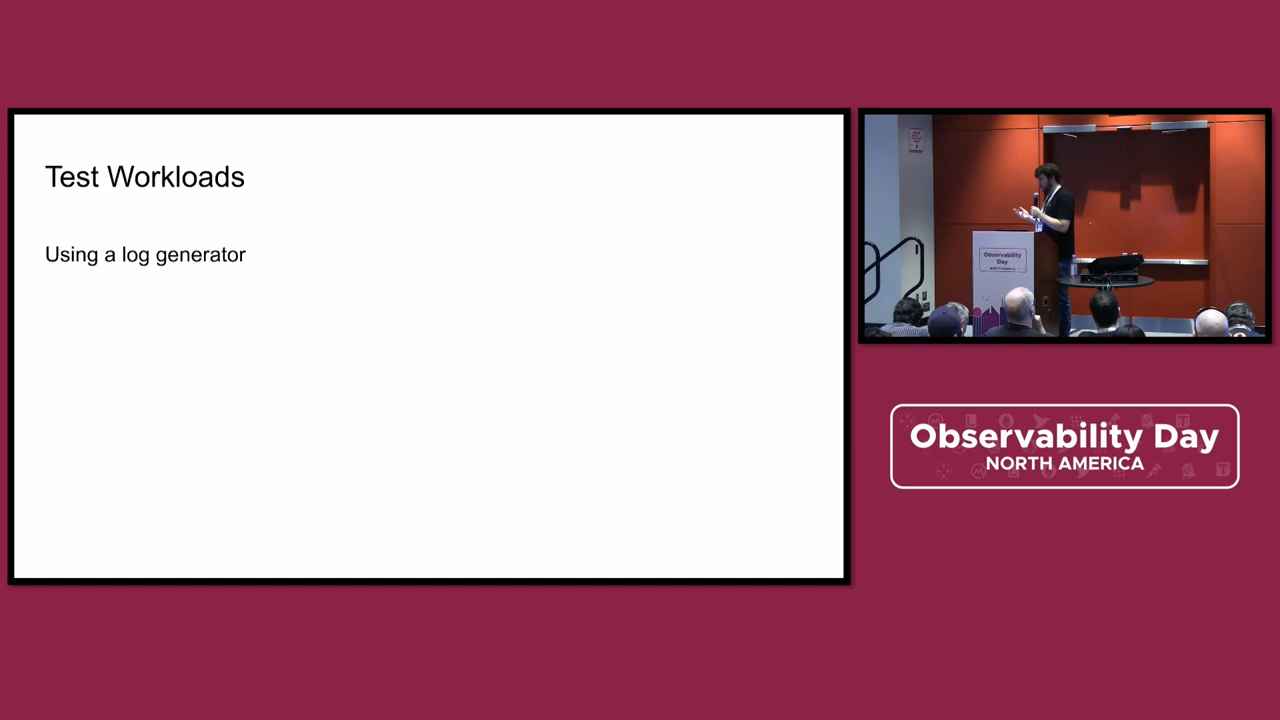 Test Workloads
Using a log generator
Observability
Day
Observability Day
NORTH AMERICA